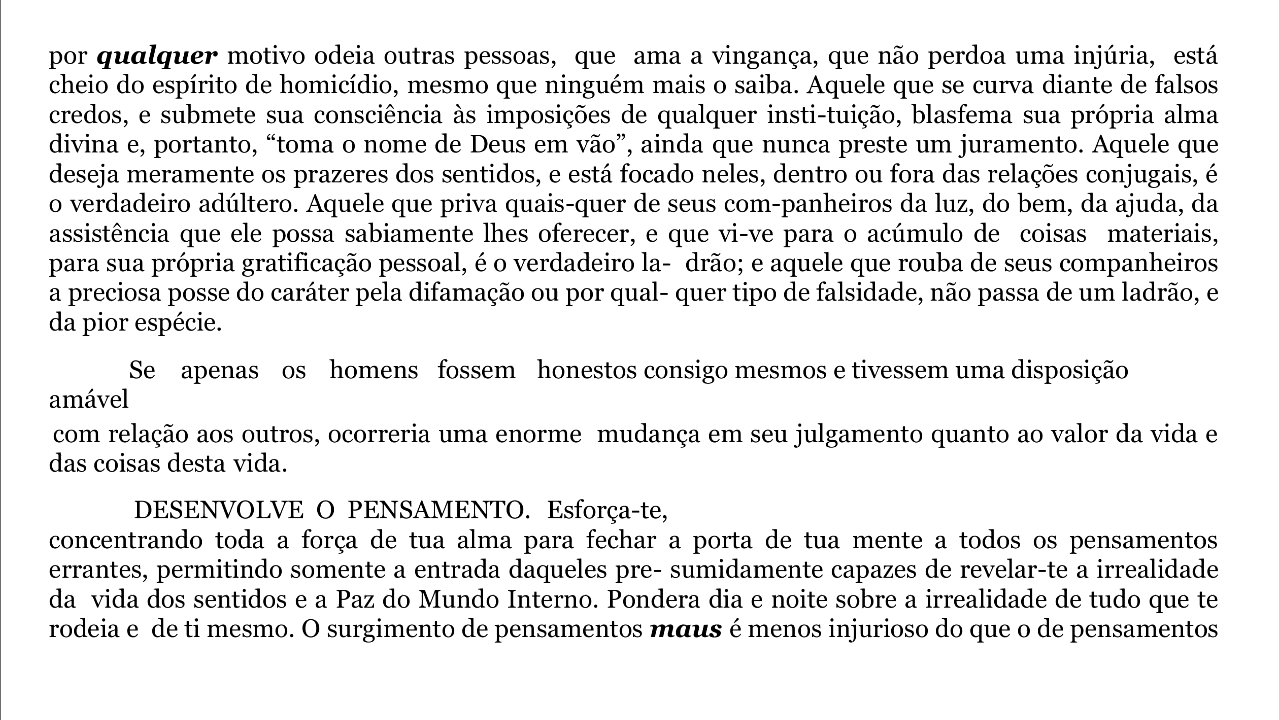 por qualquer motivo odeia outras pessoas, que ama a vingança, que não perdoa uma injúria, está
cheio do espírito de homicídio, mesmo que ninguém mais o saiba. Aquele que se curva diante de falsos
credos, e submete sua consciência às imposições de qualquer insti-tuição, blasfema sua própria alma
divina e, portanto, “toma o nome de Deus em vão”, ainda que nunca preste um juramento. Aquele que
deseja meramente os prazeres dos sentidos, e está focado neles, dentro ou fora das relações conjugais, é
o verdadeiro adúltero. Aquele que priva quais-quer de seus com-panheiros da luz, do bem, da ajuda, da
assistência que ele possa sabiamente lhes oferecer, e que vi-ve para o acúmulo de coisas materiais,
para sua própria gratificação pessoal, é o verdadeiro la- drão; e aquele que rouba de seus companheiros
a preciosa posse do caráter pela difamação ou por qual- quer tipo de falsidade, não passa de um ladrão, e
da pior espécie.
Se apenas os homens fossem honestos consigo mesmos e tivessem uma disposição
amável
com relação aos outros, ocorreria uma enorme mudança em seu julgamento quanto ao valor da vida e
das coisas desta vida.
DESENVOLVE O PENSAMENTO. Esforça-te,
concentrando toda a força de tua alma para fechar a porta de tua mente a todos os pensamentos
errantes, permitindo somente a entrada daqueles pre- sumidamente capazes de revelar-te a irrealidade
da vida dos sentidos e a Paz do Mundo Interno. Pondera dia e noite sobre a irrealidade de tudo que te
rodeia e de ti mesmo. O surgimento de pensamentos maus é menos injurioso do que o de pensamentos